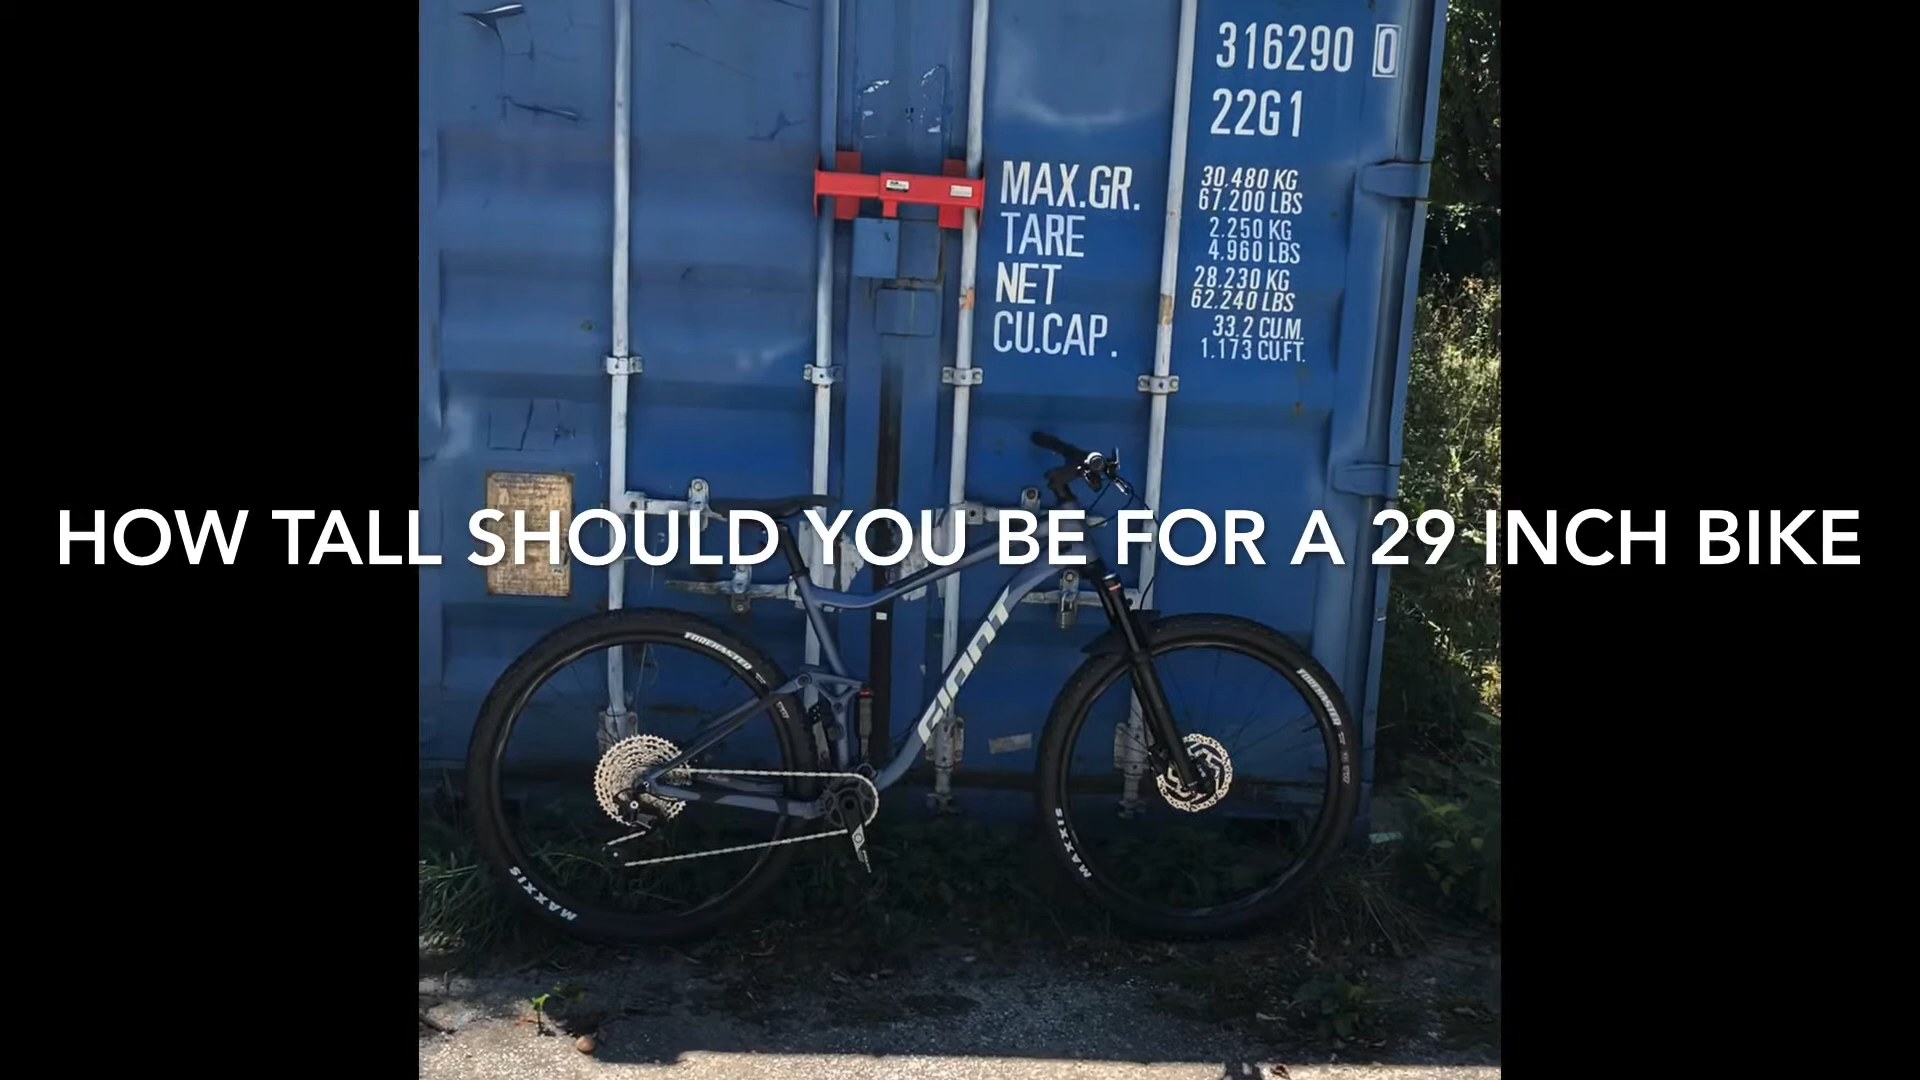 316290 0
22G1
MAX.GR. 30.480 KG
67.200 LBS
TARE 2.250 KG
4.960 LBS
NET 28.230 KG
62.240 LBS
CU.CAP. 33.2 CU.M.
1.173 CU.FT.
HOW TALL SHOULD YOU BE FOR A 29 INCH BIKE
GIANT
FOREKASTER
FOREKASTER
MAXXIS
MAXXIS